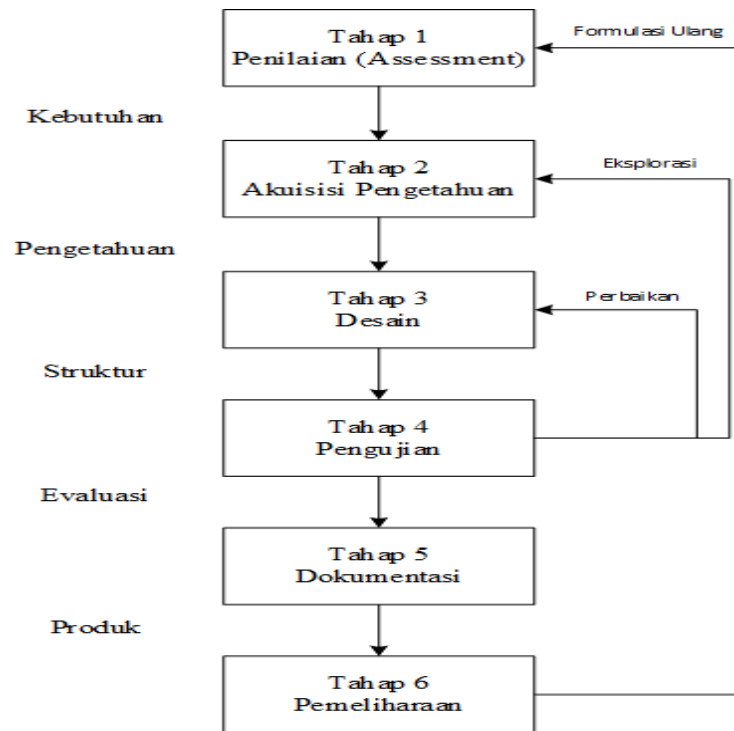 Tahap 1
Penilaian (Assessment)
Formulasi Ulang
Kebutuhan
Tahap 2
Akuisisi Pengetahuan
Eksplorasi
Pengetahuan
Tahap 3
Desain
Perbaikan
Struktur
Tahap 4
Pengujian
Evaluasi
Tahap 5
Dokumentasi
Produk
Tahap 6
Pemeliharaan